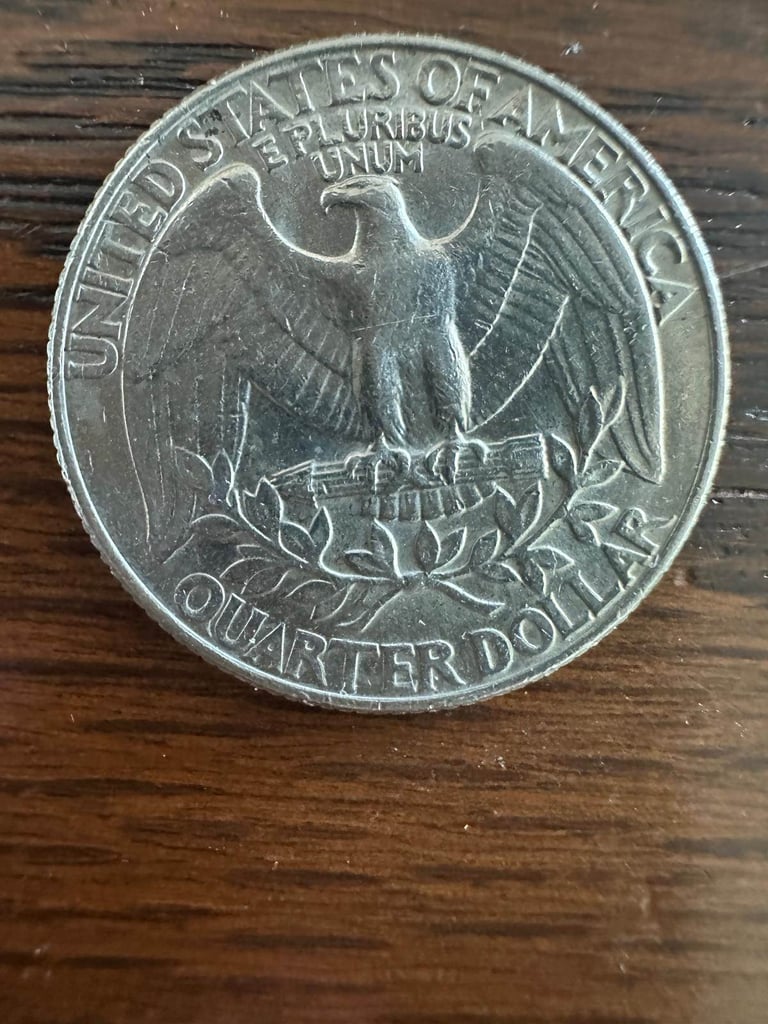 UNITED STATES OF AMERICA
E PLURIBUS
UNUM
QUARTER DOLLAR